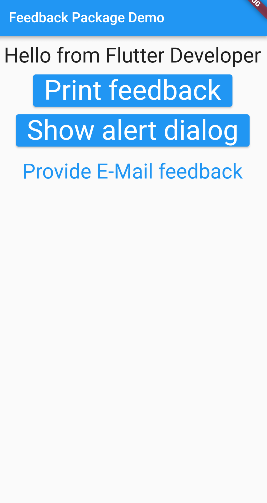 Feedback Package Demo
Hello from Flutter Developer
Print feedback
Show alert dialog
Provide E-Mail feedback